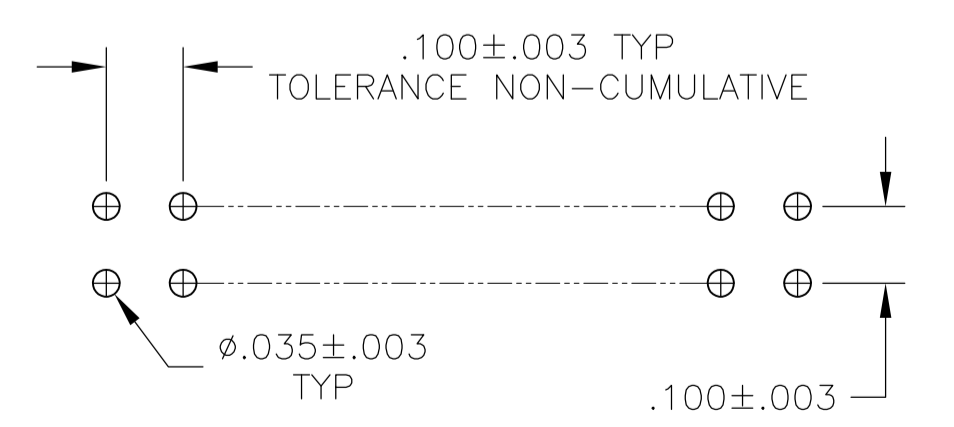 .100±.003 TYP
TOLERANCE NON-CUMULATIVE
⌀.035±.003
TYP
.100±.003